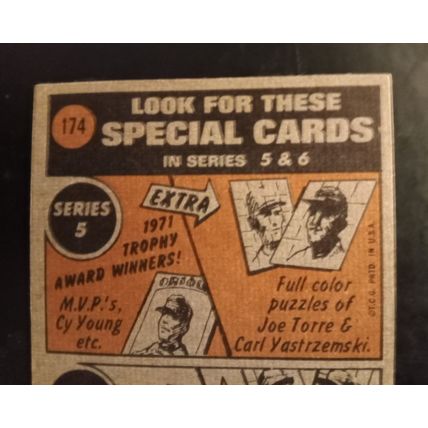 174
LOOK FOR THESE
SPECIAL CARDS
IN SERIES 5 & 6
SERIES
5
EXTRA
1971
TROPHY
AWARD WINNERS!
M.V.P.'s,
Cy Young
etc.
Full color
puzzles of
Joe Torre &
Carl Yastrzemski.
©T.C.G. PRTD. IN U.S.A.